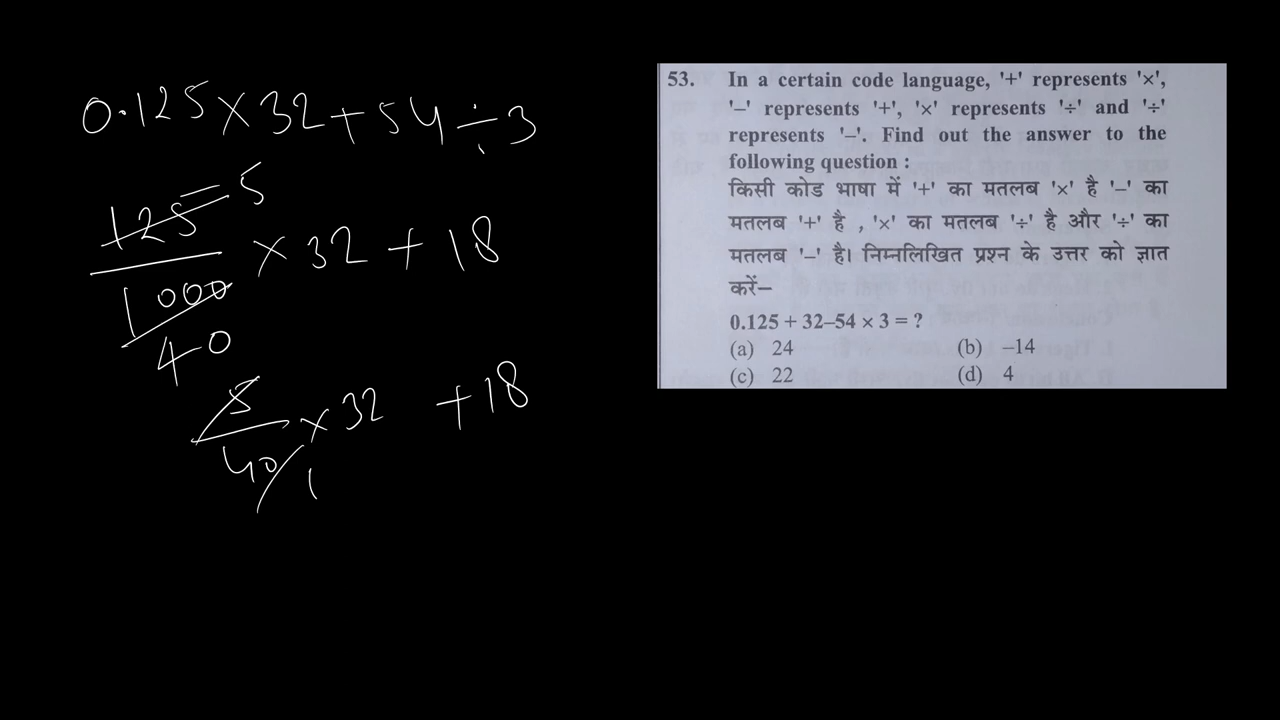 0.125 × 32 + 54 ÷ 3
125 5
/1000 × 32 + 18
40
5/40 × 32 + 18
53. In a certain code language, '+' represents '×',
'–' represents '+', '×' represents '÷' and '÷'
represents '–'. Find out the answer to the
following question :
किसी कोड भाषा में '+' का मतलब '×' है '–' का
मतलब '+' है , '×' का मतलब '÷' है और '÷' का
मतलब '–' है। निम्नलिखित प्रश्न के उत्तर को ज्ञात
करें–
0.125 + 32–54 × 3 = ?
(a) 24 (b) –14
(c) 22 (d) 4